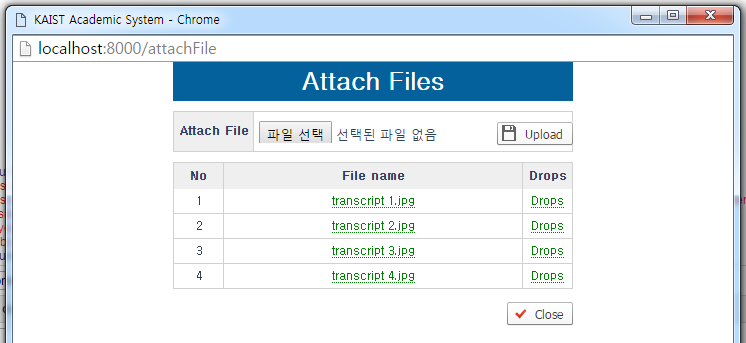 KAIST Academic System - Chrome
localhost:8000/attachFile
Attach Files
Attach File 파일 선택 선택된 파일 없음 Upload
No File name Drops
1 transcript 1.jpg Drops
2 transcript 2.jpg Drops
3 transcript 3.jpg Drops
4 transcript 4.jpg Drops
Close